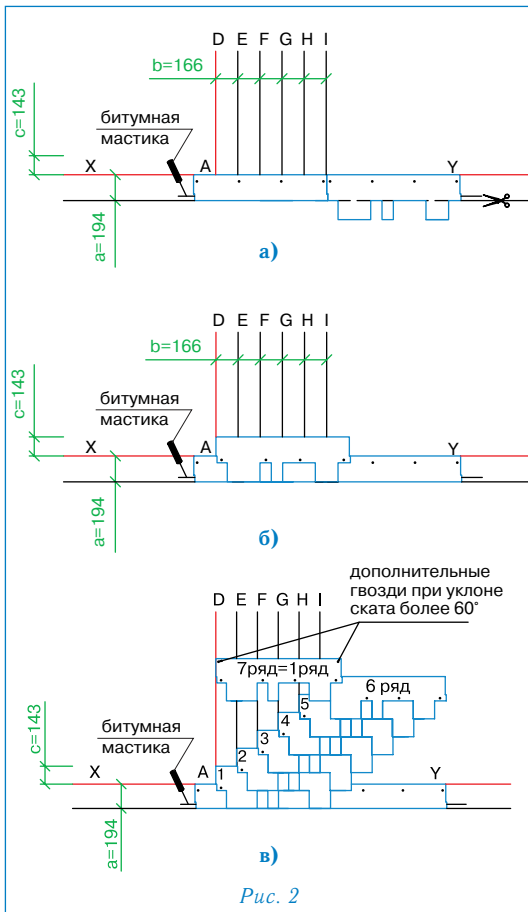 D E F G H I
b=166
c=143
битумная
мастика
X A Y
a=194
а)
D E F G H I
b=166
c=143
битумная
мастика
X A Y
a=194
б)
дополнительные
гвозди при уклоне
ската более 60°
D E F G H I
7ряд=1ряд
6 ряд
5
4
3
2
1
c=143
битумная
мастика
X A Y
a=194
в)
Рис. 2